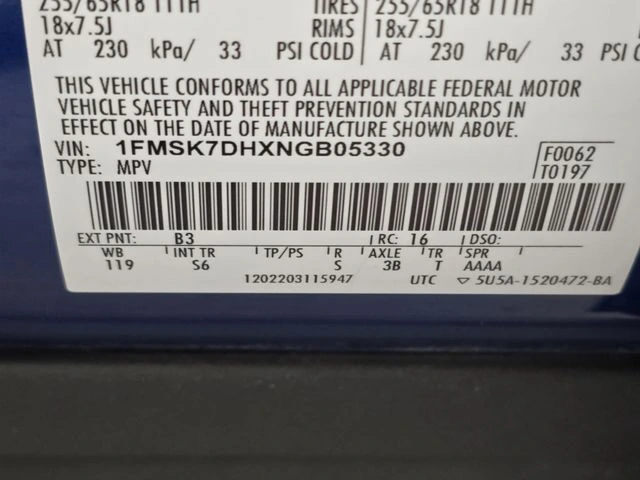 255/65R18 111H TIRES 255/65R18 111H
18x7.5J RIMS 18x7.5J
AT 230 kPa/ 33 PSI COLD AT 230 kPa/ 33 PSI C
THIS VEHICLE CONFORMS TO ALL APPLICABLE FEDERAL MOTOR
VEHICLE SAFETY AND THEFT PREVENTION STANDARDS IN
EFFECT ON THE DATE OF MANUFACTURE SHOWN ABOVE.
VIN: 1FMSK7DHXNGB05330 F0062
TYPE: MPV T0197
EXT PNT: B3 RC: 16 DSO:
WB INT TR TP/PS R AXLE TR SPR
119 S6 S 3B T AAAA
1202203115947 UTC ▽ 5U5A-1520472-BA